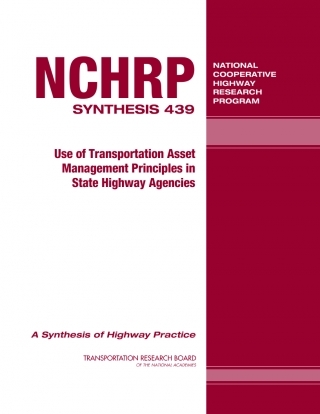 NCHRP
SYNTHESIS 439
NATIONAL
COOPERATIVE
HIGHWAY
RESEARCH
PROGRAM
Use of Transportation Asset
Management Principles in
State Highway Agencies
A Synthesis of Highway Practice
TRANSPORTATION RESEARCH BOARD
OF THE NATIONAL ACADEMIES